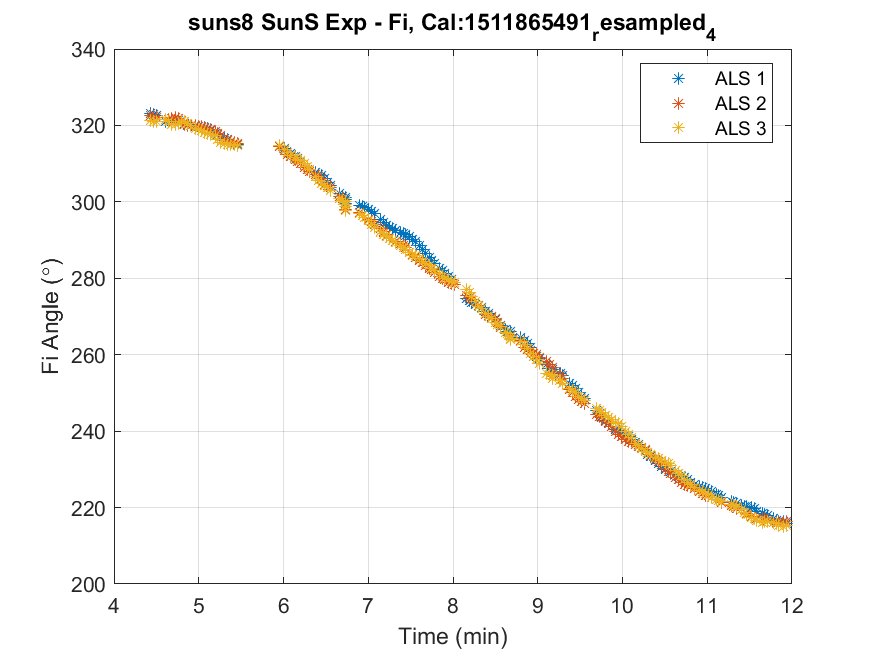 suns8 SunS Exp - Fi, Cal:1511865491resampled4
ALS 1
ALS 2
ALS 3
340
320
300
280
260
240
220
200
Fi Angle (°)
4 5 6 7 8 9 10 11 12
Time (min)